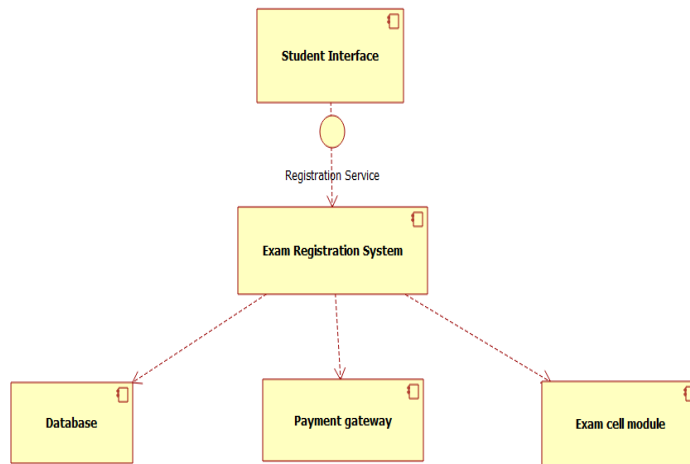 Student Interface
Registration Service
Exam Registration System
Database
Payment gateway
Exam cell module